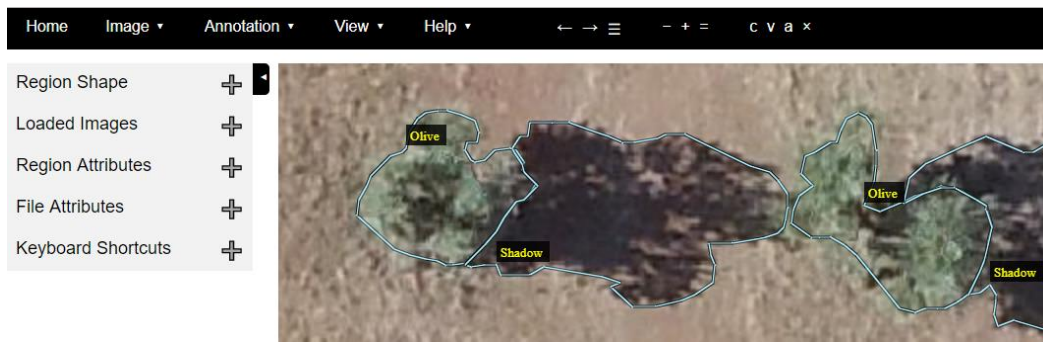 Home Image ▾ Annotation ▾ View ▾ Help ▾ ← → ☰ − + = c v a ×
Region Shape
Loaded Images
Region Attributes
File Attributes
Keyboard Shortcuts
Olive
Shadow
Olive
Shadow